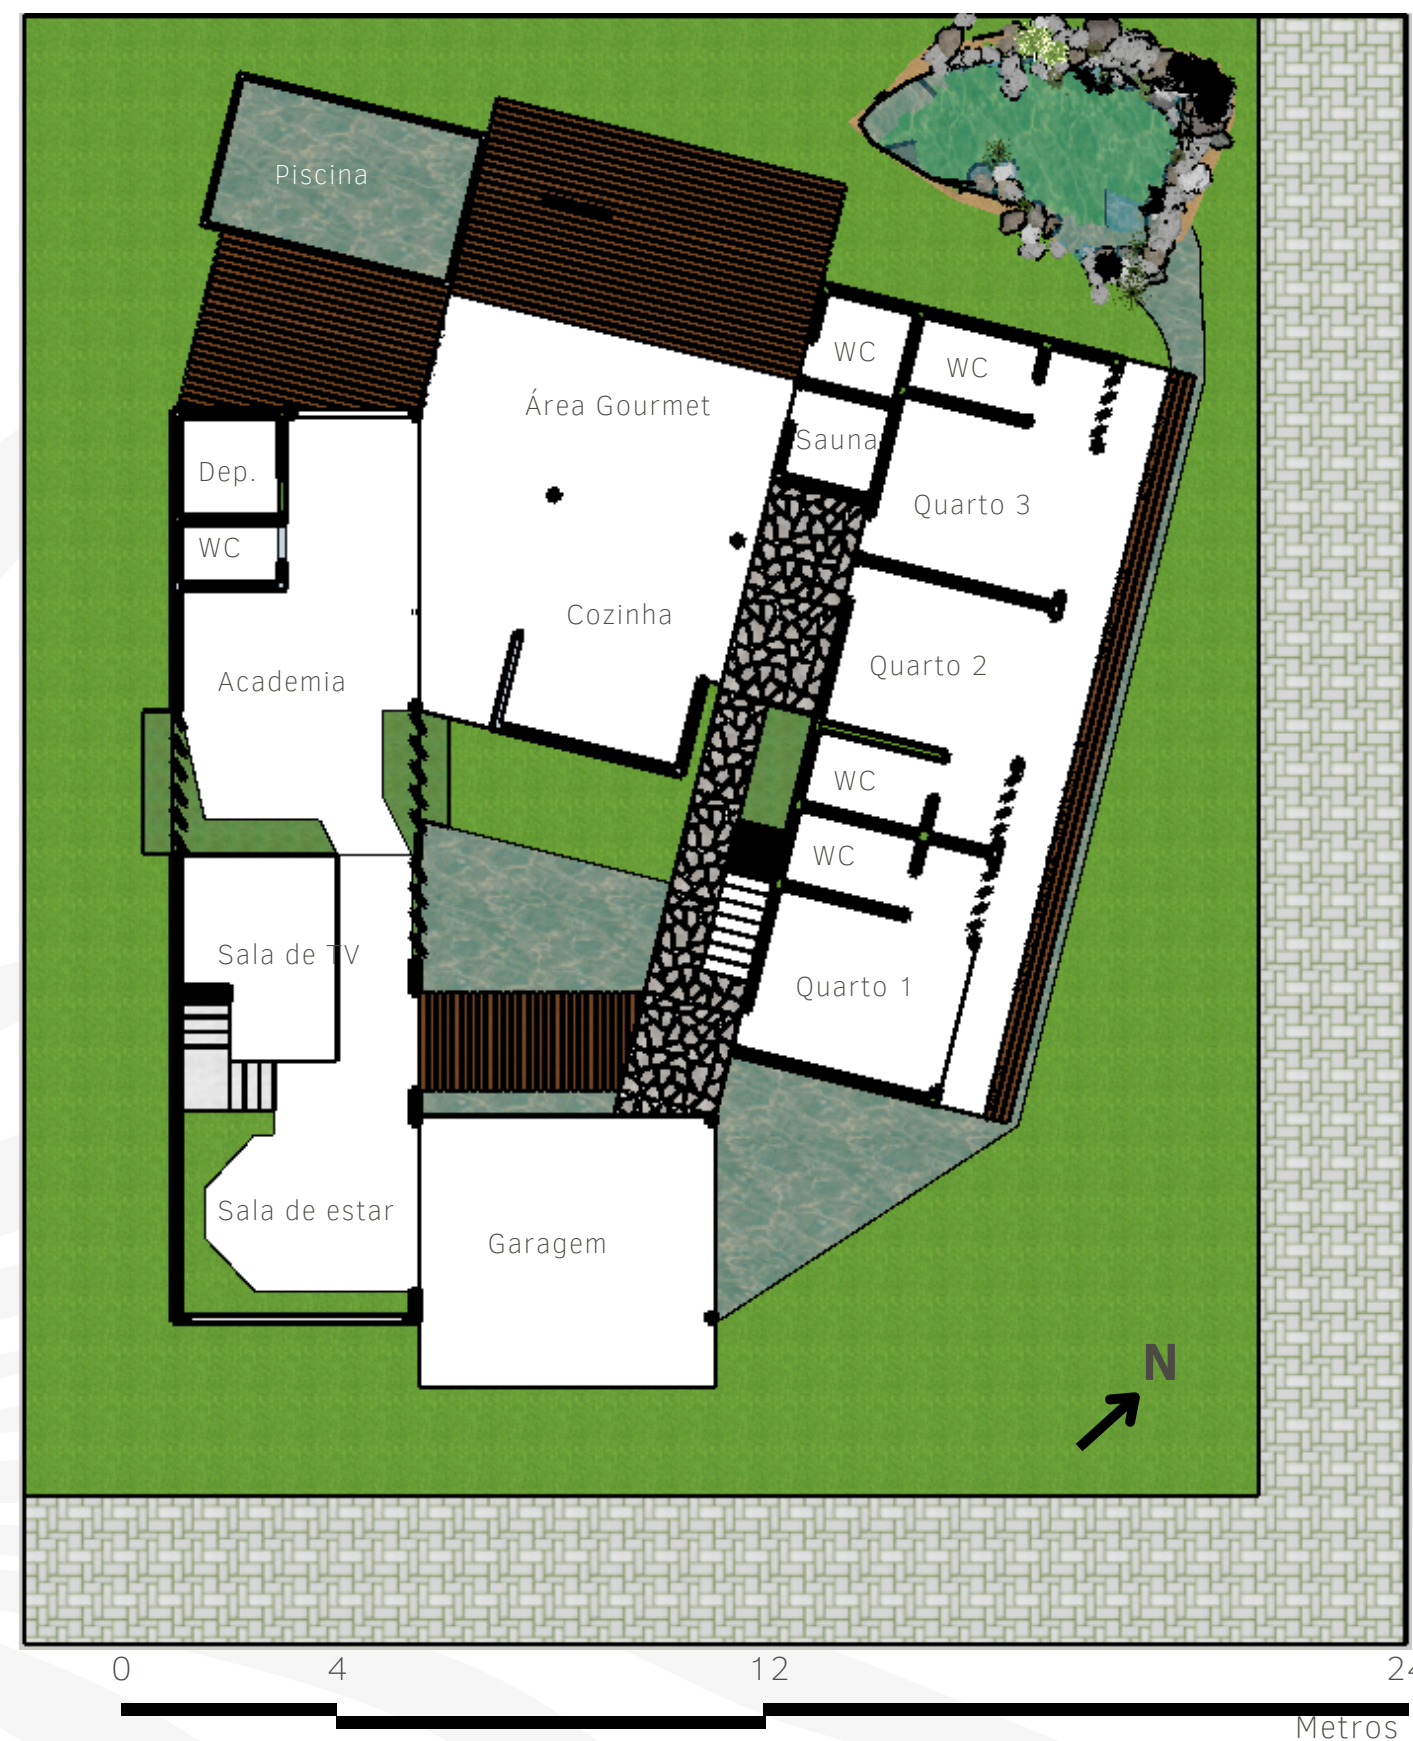 Piscina
WC
WC
Área Gourmet
Sauna
Dep.
Quarto 3
WC
Cozinha
Quarto 2
Academia
WC
WC
Sala de TV
Quarto 1
Sala de estar
Garagem
N
0 4 12 24
Metros